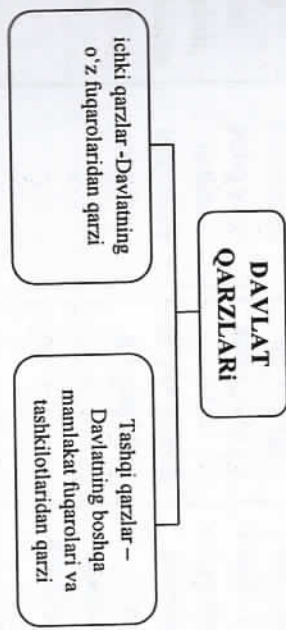 DAVLAT
QARZLARi
ichki qarzlar -Davlatning
o‘z fuqarolaridan qarzi
Tashqi qarzlar –
Davlatning boshqa
mamlakat fuqarolari va
tashkilotlaridan qarzi